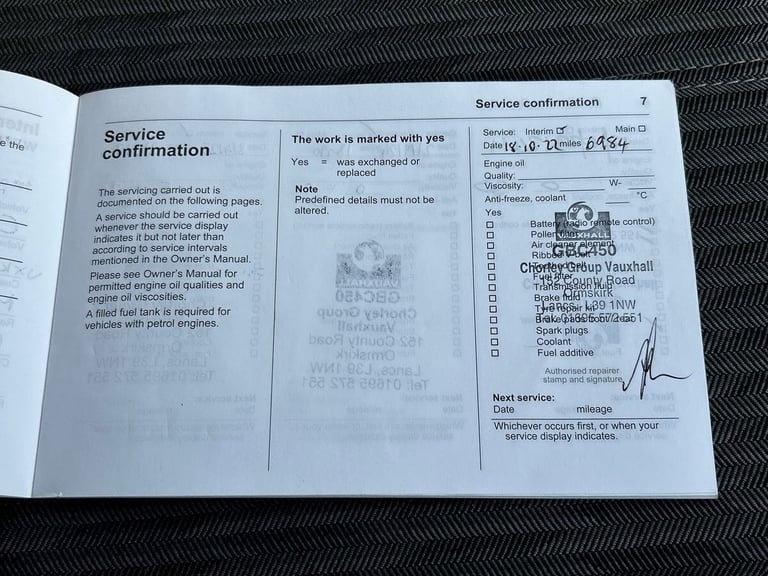 e the
Service confirmation 7
Service
confirmation
The servicing carried out is
documented on the following pages.
A service should be carried out
whenever the service display
indicates it but not later than
according to service intervals
mentioned in the Owner's Manual.
Please see Owner's Manual for
permitted engine oil qualities and
engine oil viscosities.
A filled fuel tank is required for
vehicles with petrol engines.
The work is marked with yes
Yes = was exchanged or
replaced
Note
Predefined details must not be
altered.
Service: Interim Main
Date 18.10.22 miles 6984
Engine oil
Quality:
Viscosity: W-
Anti-freeze, coolant °C
Yes
Battery (radio remote control)
Pollen filter
Air cleaner element
Ribbed V-belt
Toothed belt
Fuel filter
Transmission fluid
Brake fluid
Tyre repair kit
Brake pads front / rear
Spark plugs
Coolant
Fuel additive
VAUXHALL
GBC450
Chorley Group Vauxhall
152 County Road
Ormskirk
Lancs, L39 1NW
Tel: 01695 572 551
Authorised repairer
stamp and signature
Next service:
Date mileage
Whichever occurs first, or when your
service display indicates.